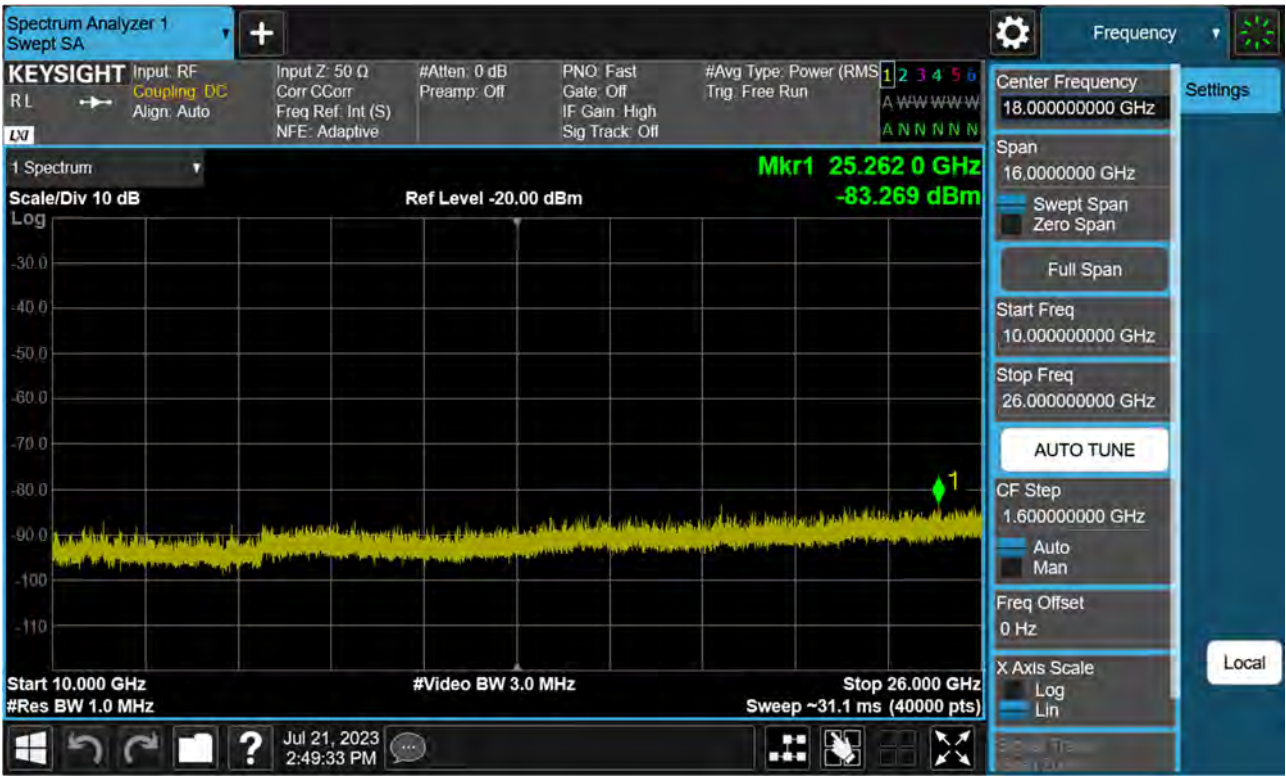 Spectrum Analyzer 1
Swept SA
+
Frequency
KEYSIGHT
RL
LXI
Input: RF
Coupling: DC
Align: Auto
Input Z: 50 Ω
Corr CCorr
Freq Ref: Int (S)
NFE: Adaptive
#Atten: 0 dB
Preamp: Off
PNO: Fast
Gate: Off
IF Gain: High
Sig Track: Off
#Avg Type: Power (RMS
Trig: Free Run
1 2 3 4 5 6
A W W W W W
A N N N N N
1 Spectrum
Mkr1 25.262 0 GHz
Scale/Div 10 dB
Ref Level -20.00 dBm
-83.269 dBm
Log
-30.0
-40.0
-50.0
-60.0
-70.0
-80.0
-90.0
-100
-110
1
Start 10.000 GHz
#Video BW 3.0 MHz
Stop 26.000 GHz
#Res BW 1.0 MHz
Sweep ~31.1 ms (40000 pts)
Center Frequency
18.000000000 GHz
Span
16.0000000 GHz
Swept Span
Zero Span
Full Span
Start Freq
10.000000000 GHz
Stop Freq
26.000000000 GHz
AUTO TUNE
CF Step
1.600000000 GHz
Auto
Man
Freq Offset
0 Hz
X Axis Scale
Log
Lin
Settings
Local
?
Jul 21, 2023
2:49:33 PM